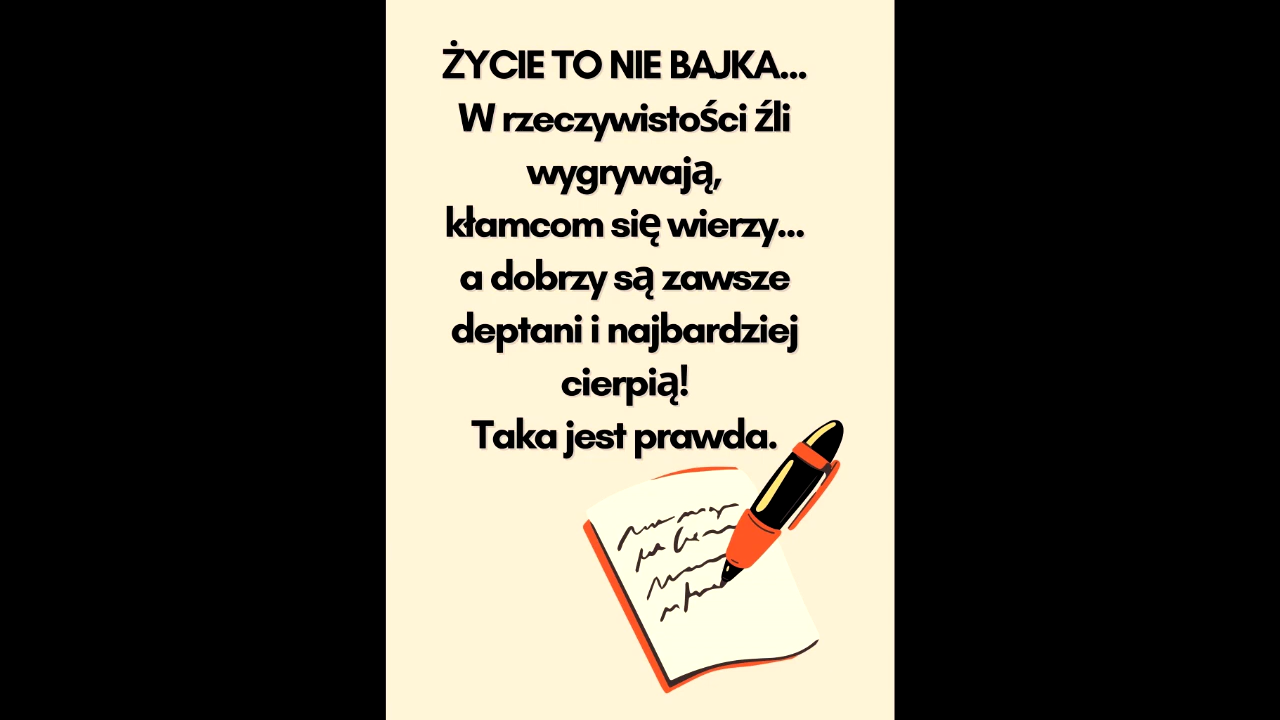 ŻYCIE TO NIE BAJKA...
W rzeczywistości źli
wygrywają,
kłamcom się wierzy...
a dobrzy są zawsze
deptani i najbardziej
cierpią!
Taka jest prawda.